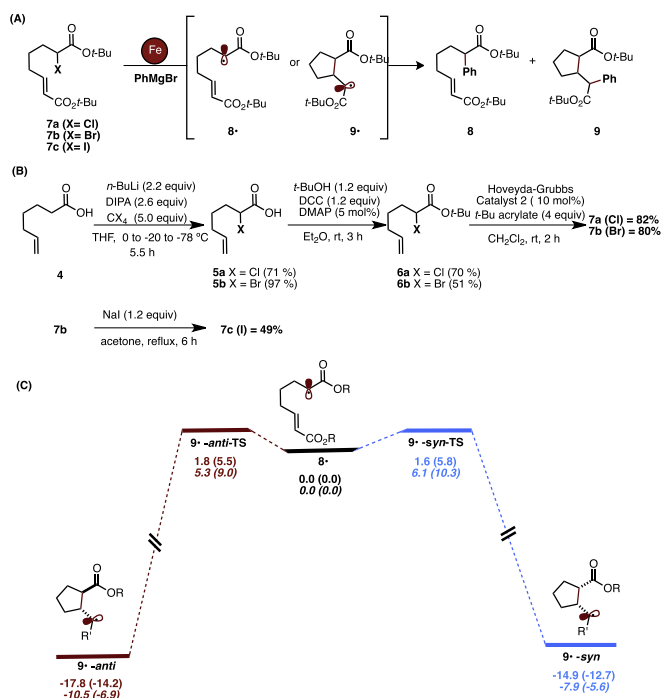 (A)
O
Ot-Bu
X
CO2t-Bu
7a (X= Cl)
7b (X= Br)
7c (X= I)
Fe
PhMgBr
O
Ot-Bu
CO2t-Bu
8•
or
O
Ot-Bu
t-BuO
O
9•
O
Ot-Bu
Ph
CO2t-Bu
8
+
O
Ot-Bu
Ph
t-BuO
O
9
(B)
O
OH
4
n-BuLi (2.2 equiv)
DIPA (2.6 equiv)
CX4 (5.0 equiv)
THF, 0 to -20 to -78 ºC
5.5 h
O
OH
X
5a X = Cl (71 %)
5b X = Br (97 %)
t-BuOH (1.2 equiv)
DCC (1.2 equiv)
DMAP (5 mol%)
Et2O, rt, 3 h
O
Ot-Bu
X
6a X = Cl (70 %)
6b X = Br (51 %)
Hoveyda-Grubbs
Catalyst 2 ( 10 mol%)
t-Bu acrylate (4 equiv)
CH2Cl2, rt, 2 h
7a (Cl) = 82%
7b (Br) = 80%
7b
NaI (1.2 equiv)
acetone, reflux, 6 h
7c (I) = 49%
(C)
O
OR
CO2R
8•
0.0 (0.0)
0.0 (0.0)
9• -anti-TS
1.8 (5.5)
5.3 (9.0)
9• -syn-TS
1.6 (5.8)
6.1 (10.3)
O
OR
R'
9• -anti
-17.8 (-14.2)
-10.5 (-6.9)
O
OR
R'
9• -syn
-14.9 (-12.7)
-7.9 (-5.6)